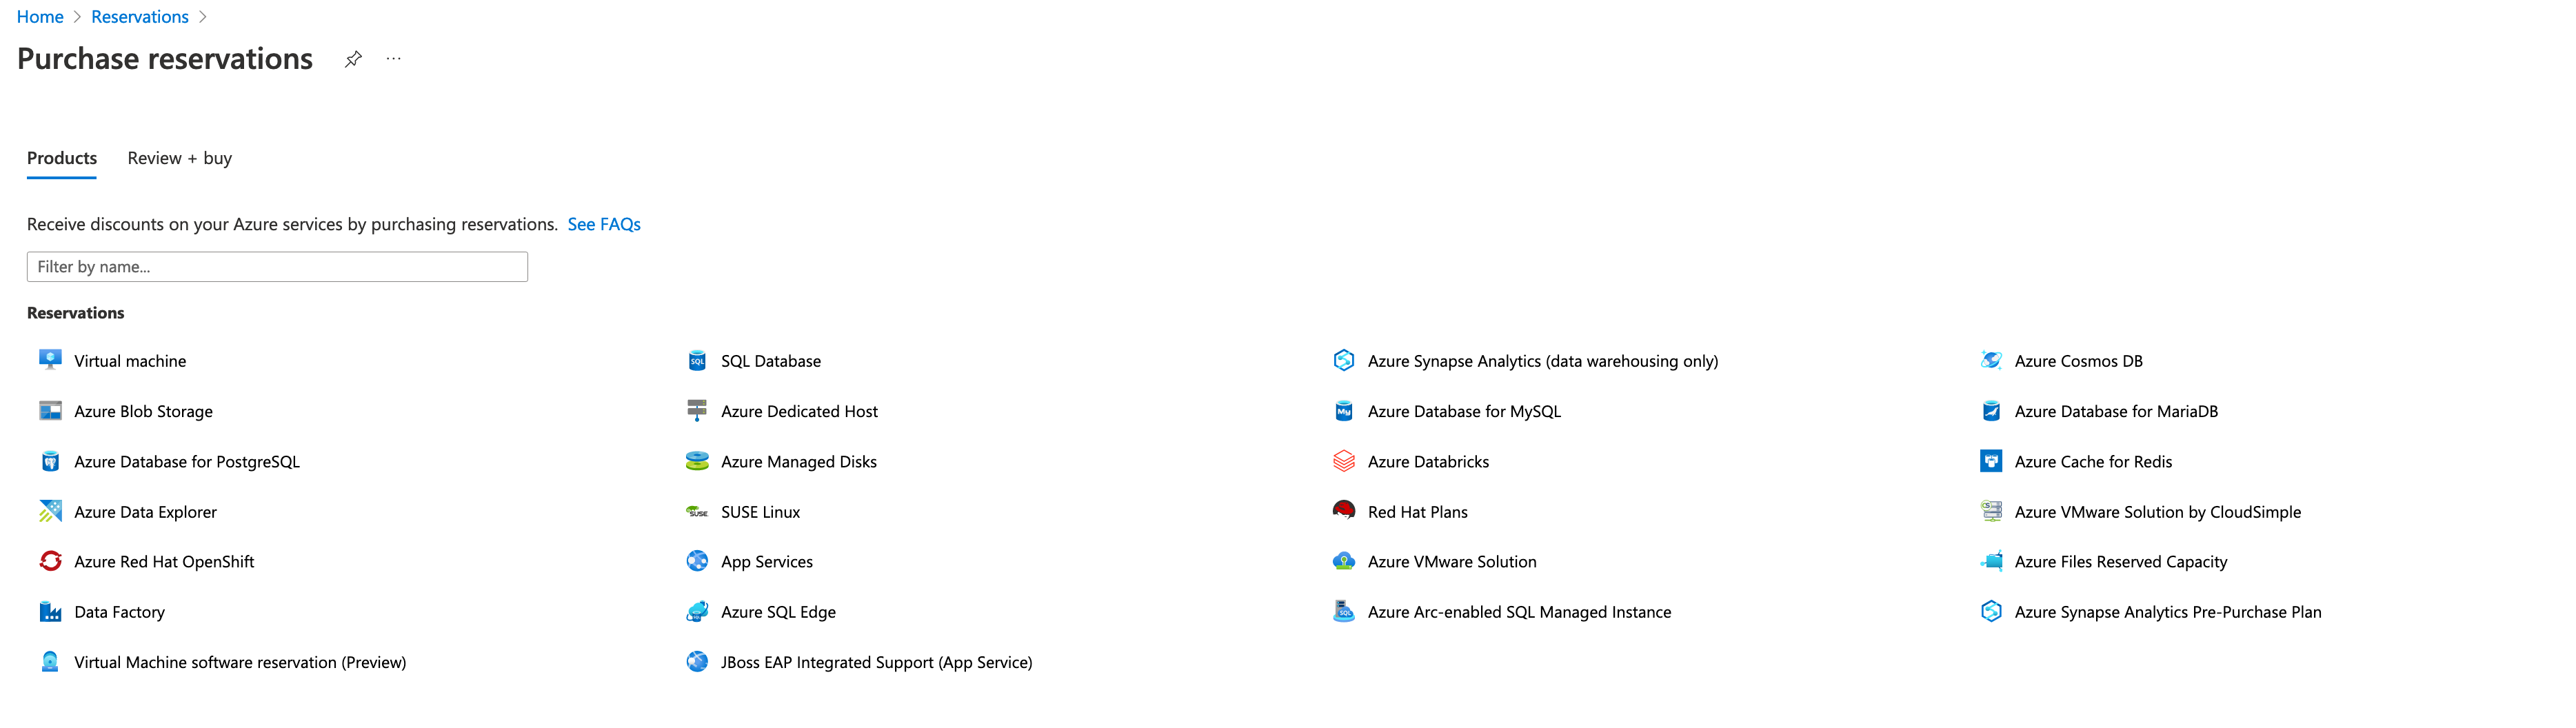 Home > Reservations >
Purchase reservations
Products Review + buy
Receive discounts on your Azure services by purchasing reservations. See FAQs
Filter by name...
Reservations
Virtual machine SQL Database Azure Synapse Analytics (data warehousing only) Azure Cosmos DB
Azure Blob Storage Azure Dedicated Host Azure Database for MySQL Azure Database for MariaDB
Azure Database for PostgreSQL Azure Managed Disks Azure Databricks Azure Cache for Redis
Azure Data Explorer SUSE Linux Red Hat Plans Azure VMware Solution by CloudSimple
Azure Red Hat OpenShift App Services Azure VMware Solution Azure Files Reserved Capacity
Data Factory Azure SQL Edge Azure Arc-enabled SQL Managed Instance Azure Synapse Analytics Pre-Purchase Plan
Virtual Machine software reservation (Preview) JBoss EAP Integrated Support (App Service)